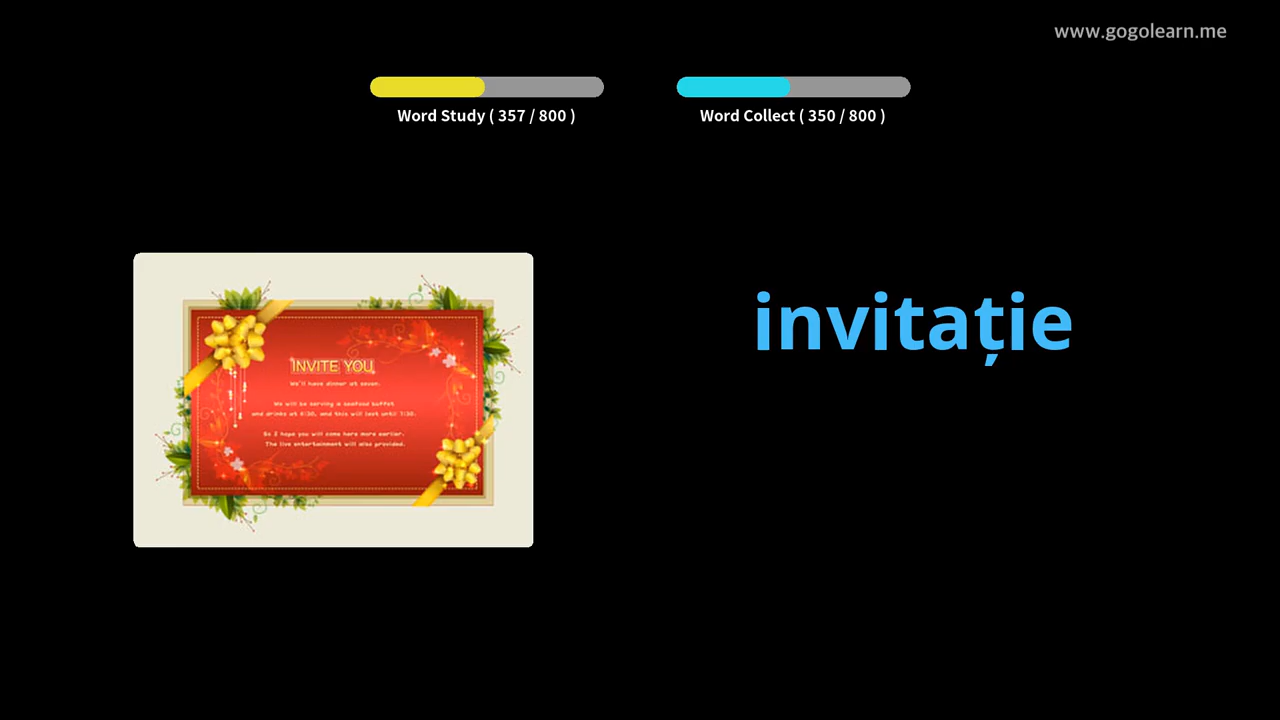 www.gogolearn.me
Word Study ( 357 / 800 )
Word Collect ( 350 / 800 )
invitație
INVITE YOU
We'll have dinner at seven.
We will be serving a seafood buffet
and drinks at 6:30, and this will last until 7:30.
So I hope you will come here more earlier.
The live entertainment will also provided.